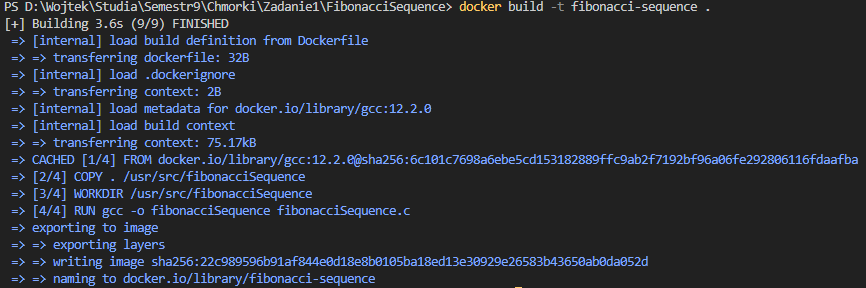 PS D:\Wojtek\Studia\Semestr9\Chmorki\Zadanie1\FibonacciSequence> docker build -t fibonacci-sequence .
[+] Building 3.6s (9/9) FINISHED
=> [internal] load build definition from Dockerfile
=> => transferring dockerfile: 32B
=> [internal] load .dockerignore
=> => transferring context: 2B
=> [internal] load metadata for docker.io/library/gcc:12.2.0
=> [internal] load build context
=> => transferring context: 75.17kB
=> CACHED [1/4] FROM docker.io/library/gcc:12.2.0@sha256:6c101c7698a6ebe5cd153182889ffc9ab2f7192bf96a06fe292806116fdaafba
=> [2/4] COPY . /usr/src/fibonacciSequence
=> [3/4] WORKDIR /usr/src/fibonacciSequence
=> [4/4] RUN gcc -o fibonacciSequence fibonacciSequence.c
=> exporting to image
=> => exporting layers
=> => writing image sha256:22c989596b91af844e0d18e8b0105ba18ed13e30929e26583b43650ab0da052d
=> => naming to docker.io/library/fibonacci-sequence